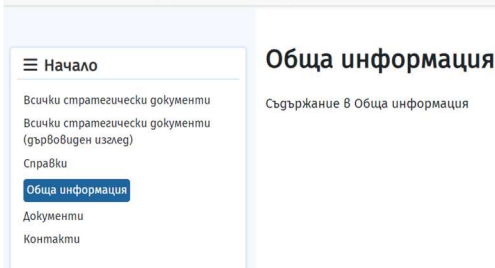 Начало
Всички стратегически документи
Всички стратегически документи
(дървовиден изглед)
Справки
Обща информация
Документи
Контакти
Обща информация
Съдържание в Обща информация